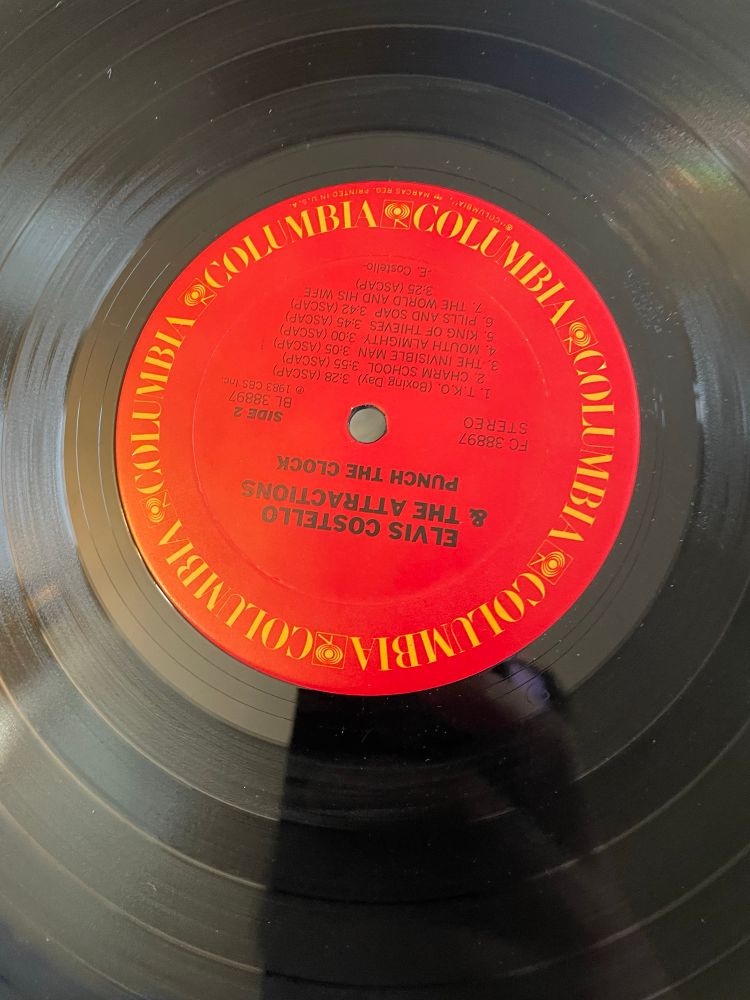 ELVIS COSTELLO
& THE ATTRACTIONS
PUNCH THE CLOCK
FC 38897
STEREO
SIDE 2
BL 38897
℗ 1983 CBS Inc.
1. T.K.O. (Boxing Day) 3:28 (ASCAP)
2. CHARM SCHOOL 3:55 (ASCAP)
3. THE INVISIBLE MAN 3:05 (ASCAP)
4. MOUTH ALMIGHTY 3:00 (ASCAP)
5. KING OF THIEVES 3:45 (ASCAP)
6. PILLS AND SOAP 3:42 (ASCAP)
7. THE WORLD AND HIS WIFE
3:25 (ASCAP)
-E. Costello-
COLUMBIA COLUMBIA COLUMBIA COLUMBIA COLUMBIA COLUMBIA COLUMBIA
® "COLUMBIA", MARCAS REG. PRINTED IN U.S.A.